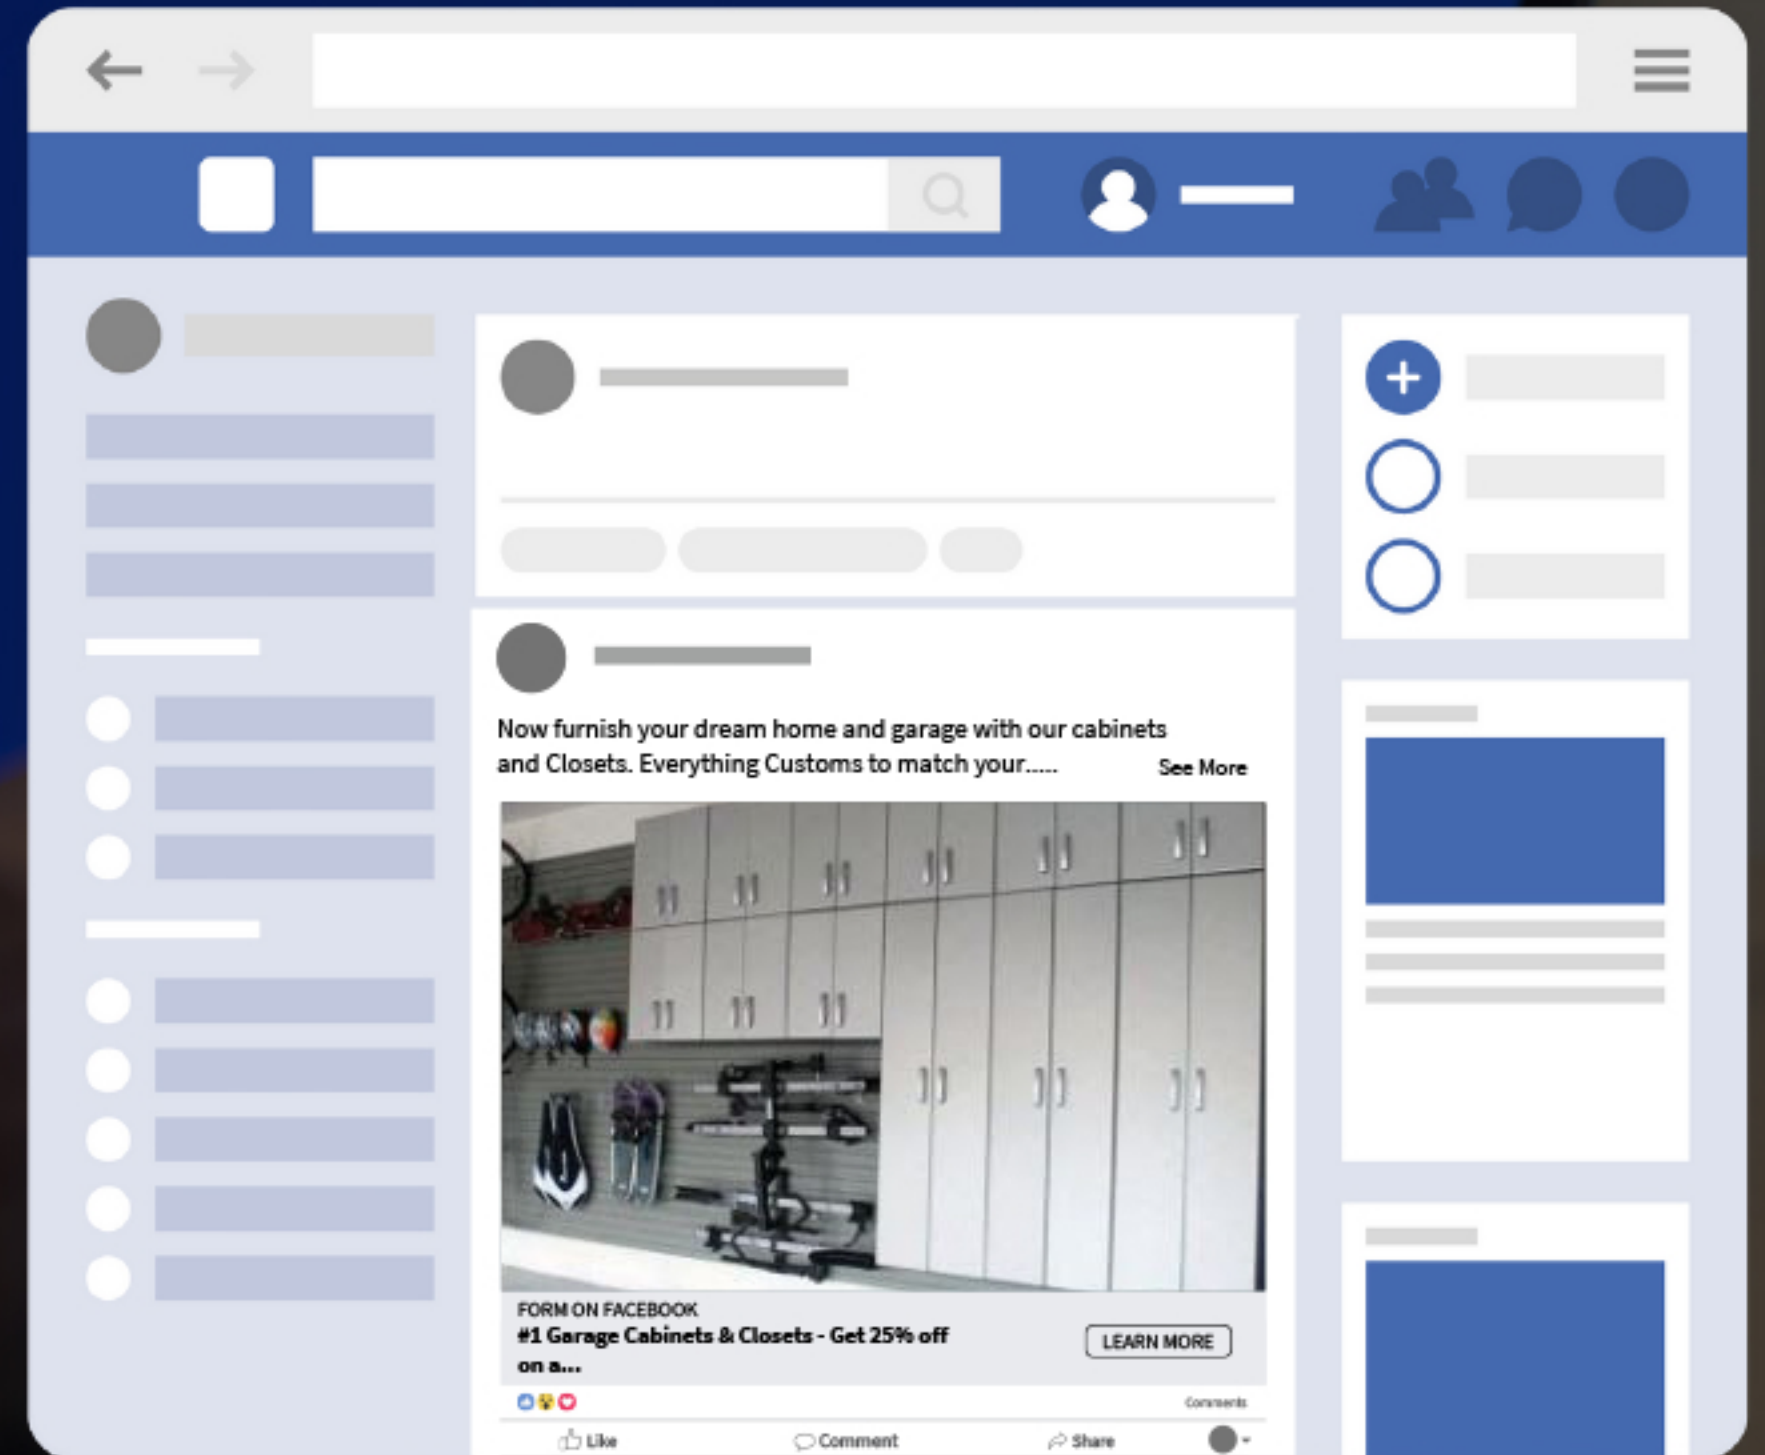 Now furnish your dream home and garage with our cabinets
and Closets. Everything Customs to match your.....
See More
FORM ON FACEBOOK
#1 Garage Cabinets & Closets - Get 25% off
on a...
LEARN MORE
Comments
Like
Comment
Share